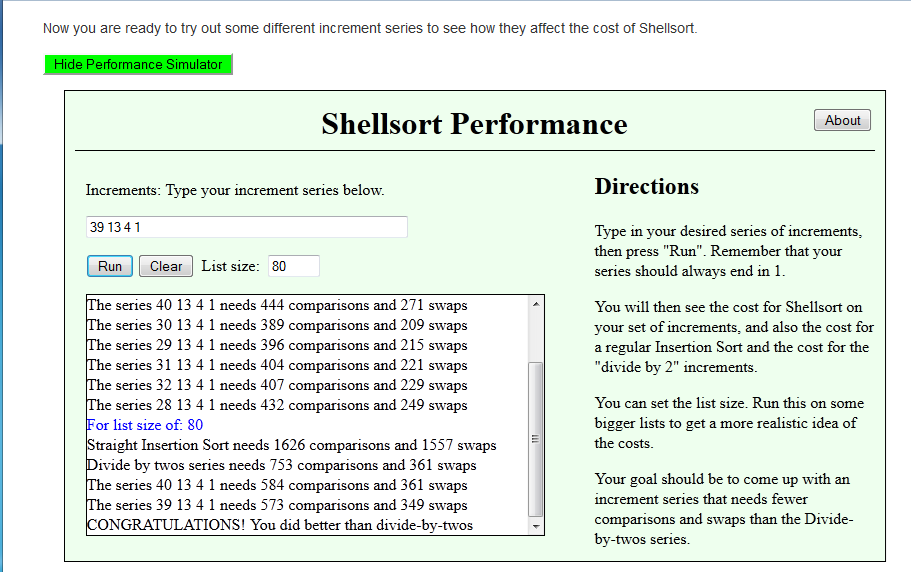 Now you are ready to try out some different increment series to see how they affect the cost of Shellsort.
Hide Performance Simulator
Shellsort Performance
About
Increments: Type your increment series below.
39 13 4 1
Run
Clear
List size:
80
The series 40 13 4 1 needs 444 comparisons and 271 swaps
The series 30 13 4 1 needs 389 comparisons and 209 swaps
The series 29 13 4 1 needs 396 comparisons and 215 swaps
The series 31 13 4 1 needs 404 comparisons and 221 swaps
The series 32 13 4 1 needs 407 comparisons and 229 swaps
The series 28 13 4 1 needs 432 comparisons and 249 swaps
For list size of: 80
Straight Insertion Sort needs 1626 comparisons and 1557 swaps
Divide by twos series needs 753 comparisons and 361 swaps
The series 40 13 4 1 needs 584 comparisons and 361 swaps
The series 39 13 4 1 needs 573 comparisons and 349 swaps
CONGRATULATIONS! You did better than divide-by-twos
Directions
Type in your desired series of increments,
then press "Run". Remember that your
series should always end in 1.
You will then see the cost for Shellsort on
your set of increments, and also the cost for
a regular Insertion Sort and the cost for the
"divide by 2" increments.
You can set the list size. Run this on some
bigger lists to get a more realistic idea of
the costs.
Your goal should be to come up with an
increment series that needs fewer
comparisons and swaps than the Divide-
by-twos series.